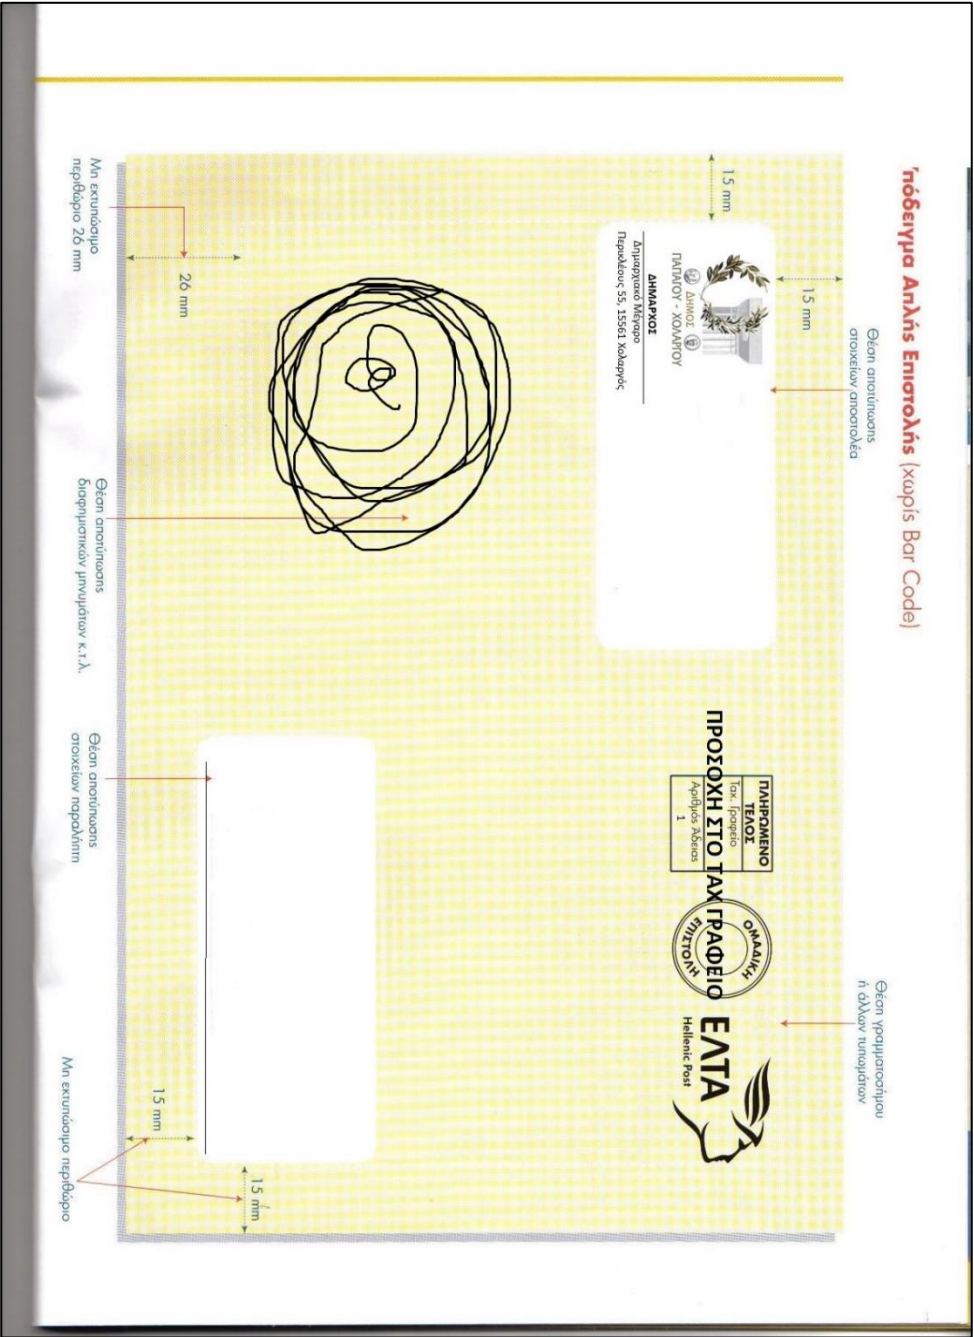 'πόδειγμα Απλής Επιστολής (χωρίς Bar Code)
Θέση αποτύπωσης
στοιχείων αποστολέα
Θέση γραμματοσήμου
ή άλλων τυπωμάτων
15 mm
15 mm
ΔΗΜΟΣ
ΠΑΠΑΓΟΥ - ΧΟΛΑΡΓΟΥ
ΔΗΜΑΡΧΟΣ
Δημαρχιακό Μέγαρο
Περικλέους 55, 15561 Χολαργός
ΠΛΗΡΩΜΕΝΟ
ΤΕΛΟΣ
Ταχ. Γραφείο
Αριθμός Άδειας
1
ΠΡΟΣΟΧΗ ΣΤΟ ΤΑΧ ΓΡΑΦΕΙΟ
ΟΜΑΔΙΚΗ
ΕΠΙΣΤΟΛΗ
ΕΛΤΑ
Hellenic Post
26 mm
15 mm
15 mm
Μη εκτυπώσιμο
περιθώριο 26 mm
Θέση αποτύπωσης
διαφημιστικών μηνυμάτων κ.τ.λ.
Θέση αποτύπωσης
στοιχείων παραλήπτη
Μη εκτυπώσιμο περιθώριο